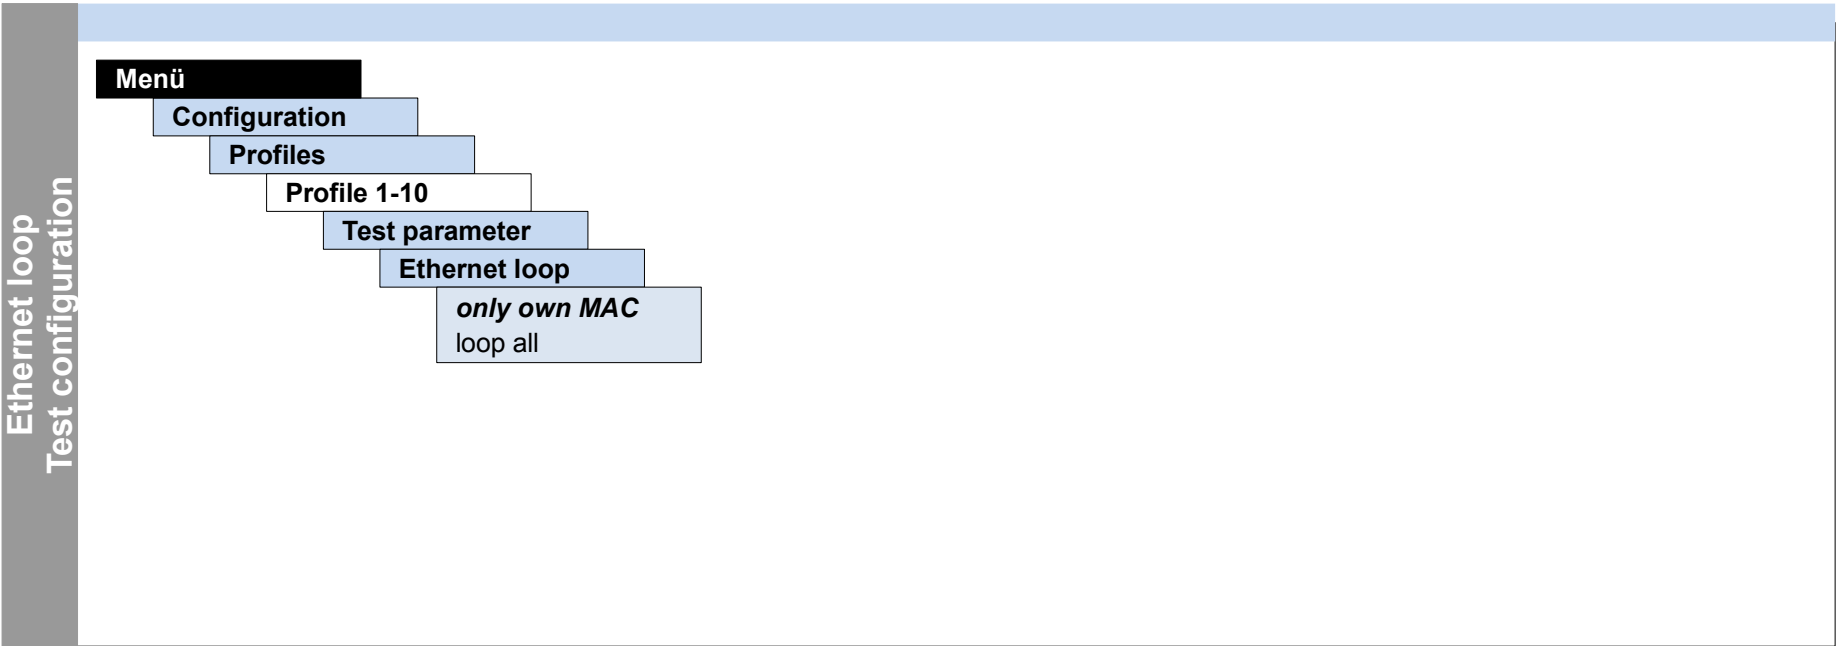 Ethernet loop
Test configuration
Menü
Configuration
Profiles
Profile 1-10
Test parameter
Ethernet loop
only own MAC
loop all